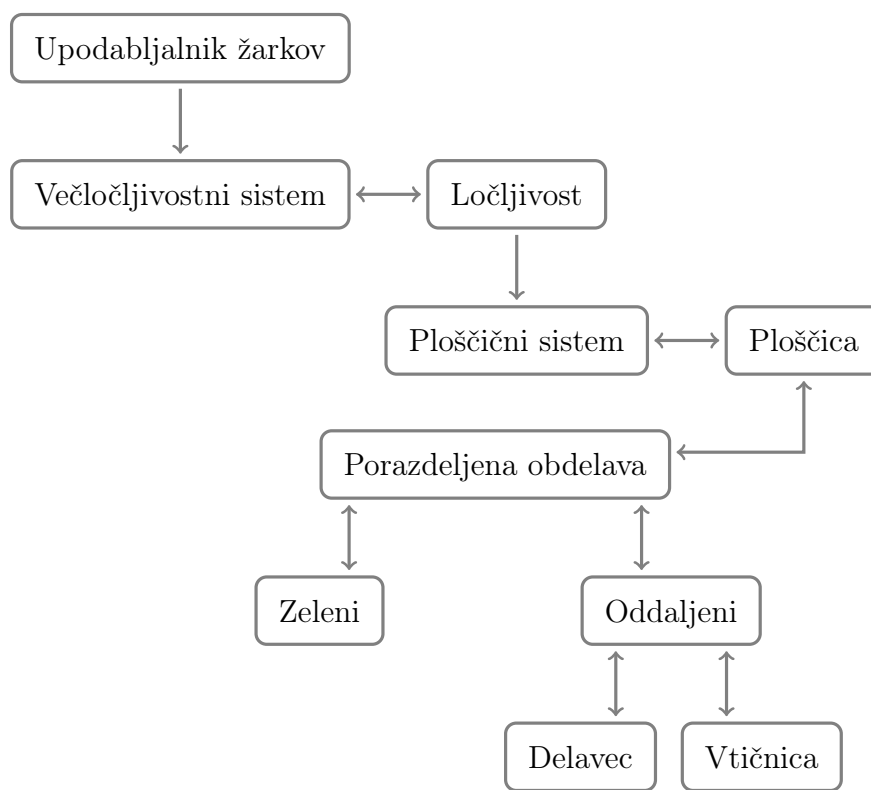 Upodabljalnik žarkov
Večločljivostni sistem
Ločljivost
Ploščični sistem
Ploščica
Porazdeljena obdelava
Zeleni
Oddaljeni
Delavec
Vtičnica